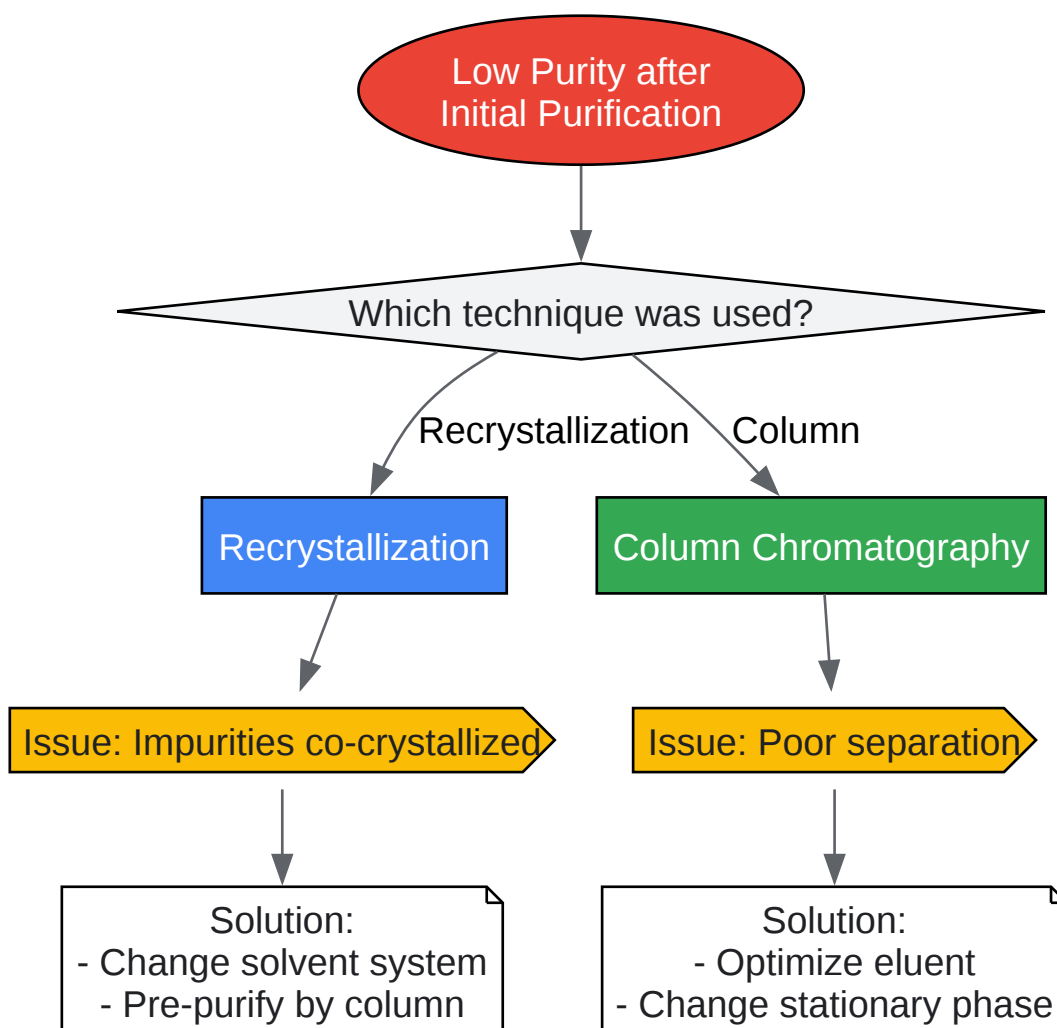 Low Purity after
Initial Purification
Which technique was used?
Recrystallization
Column
Recrystallization
Column Chromatography
Issue: Impurities co-crystallized
Issue: Poor separation
Solution:
- Change solvent system
- Pre-purify by column
Solution:
- Optimize eluent
- Change stationary phase